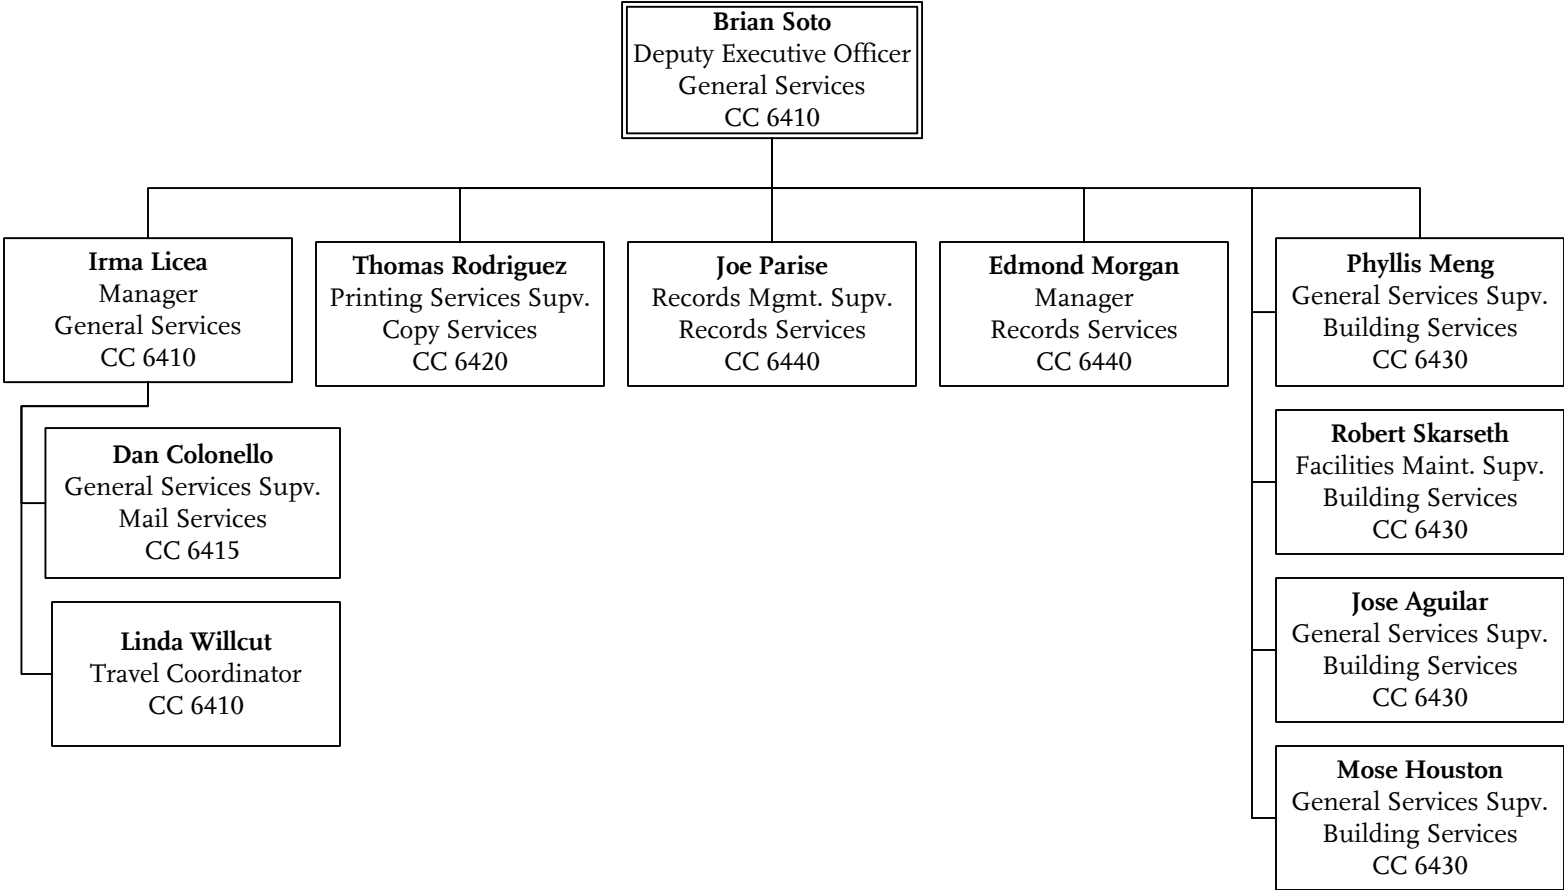 Brian Soto
Deputy Executive Officer
General Services
CC 6410
Irma Licea
Manager
General Services
CC 6410
Thomas Rodriguez
Printing Services Supv.
Copy Services
CC 6420
Joe Parise
Records Mgmt. Supv.
Records Services
CC 6440
Edmond Morgan
Manager
Records Services
CC 6440
Phyllis Meng
General Services Supv.
Building Services
CC 6430
Dan Colonello
General Services Supv.
Mail Services
CC 6415
Linda Willcut
Travel Coordinator
CC 6410
Robert Skarseth
Facilities Maint. Supv.
Building Services
CC 6430
Jose Aguilar
General Services Supv.
Building Services
CC 6430
Mose Houston
General Services Supv.
Building Services
CC 6430